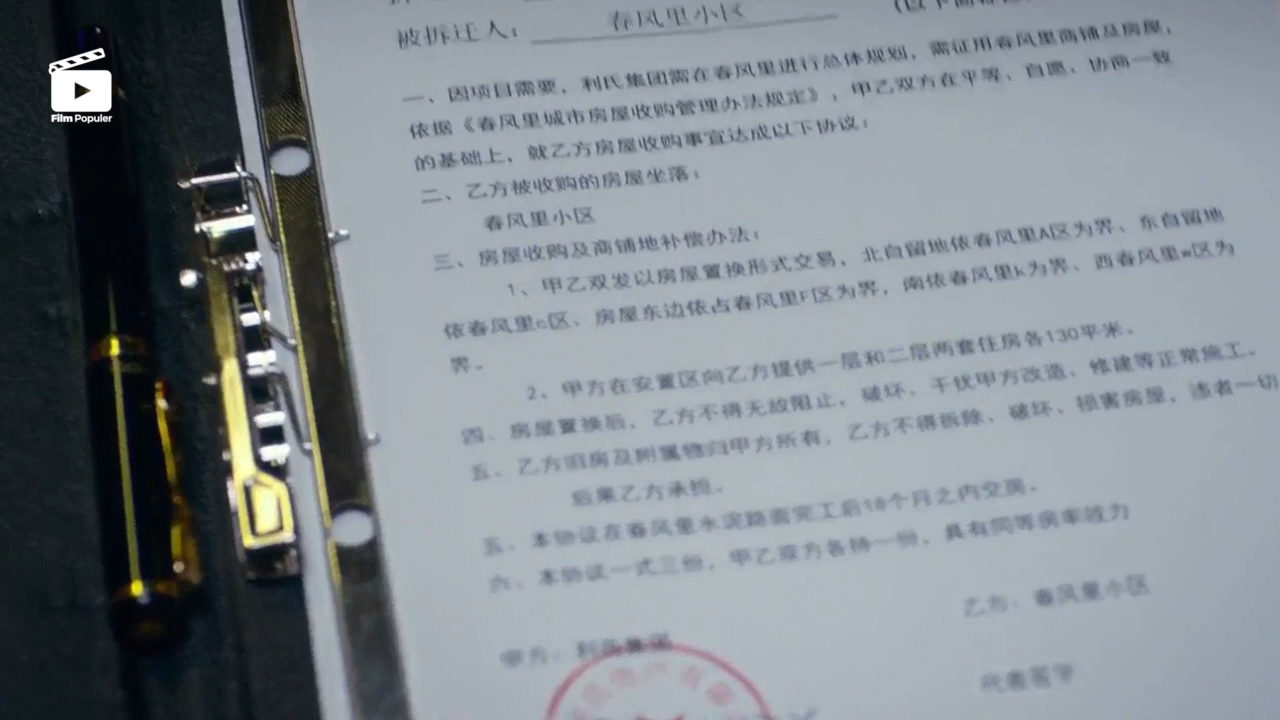 Film Populer
被拆迁人： 春风里小区
一、因项目需要，利氏集团需在春风里进行总体规划，需征用春风里商铺及房屋，
依据《春风里城市房屋收购管理办法规定》，甲乙双方在平等、自愿、协商一致
的基础上，就乙方房屋收购事宜达成以下协议：
二、乙方被收购的房屋坐落：
春风里小区
三、房屋收购及商铺地补偿办法：
1、甲乙双发以房屋置换形式交易，北自留地依春风里A区为界、东自留地
依春风里c区、房屋东边依占春风里F区为界，南依春风里k为界、西春风里w区为
界。
2、甲方在安置区向乙方提供一层和二层两套住房各130平米。
四、房屋置换后，乙方不得无故阻止，破坏、干扰甲方改造、修建等正常施工。
五、乙方旧房及附属物归甲方所有，乙方不得拆除、破坏、损害房屋，违者一切
后果乙方承担。
五、本协议在春风里水泥路面完工后18个月之内交房。
六、本协议一式三份，甲乙双方各持一份，具有同等效力
乙方：春风里小区
甲方：利氏集团
代表签字